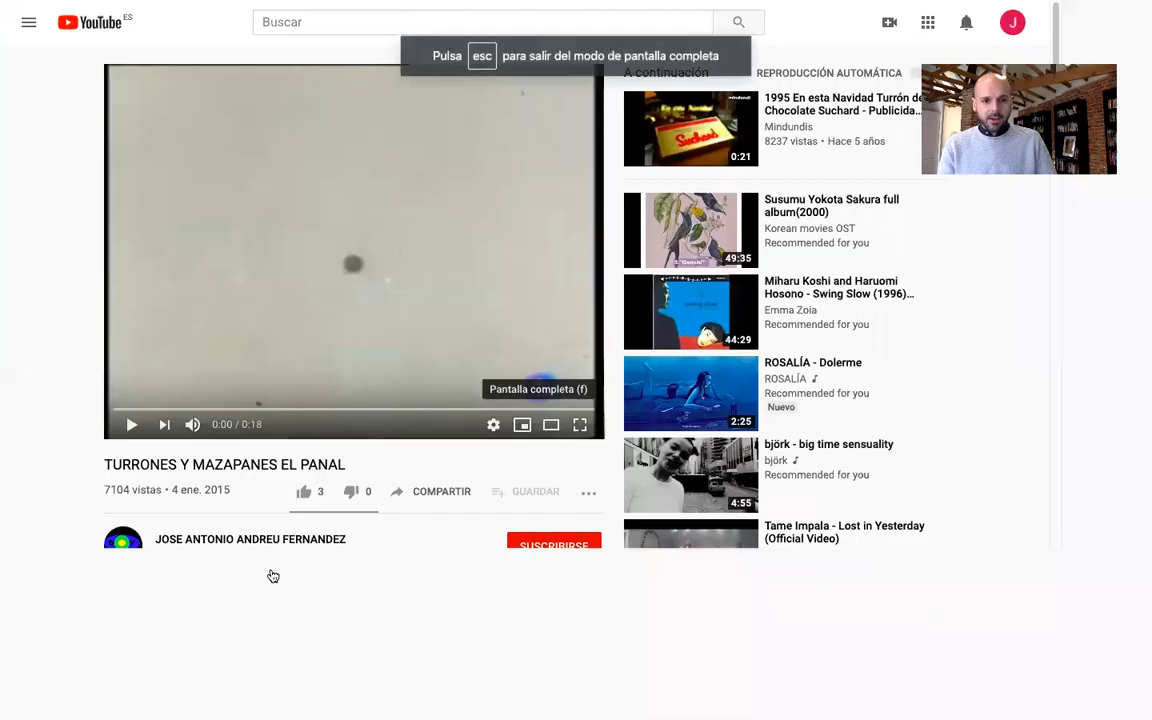 YouTube ES
Buscar
J
Pulsa esc para salir del modo de pantalla completa
A continuación
REPRODUCCIÓN AUTOMÁTICA
Pantalla completa (f)
0:00 / 0:18
TURRONES Y MAZAPANES EL PANAL
7104 vistas • 4 ene. 2015
3
0
COMPARTIR
GUARDAR
JOSE ANTONIO ANDREU FERNANDEZ
SUSCRIBIRSE
mindundi
En esta Navidad
Suchard
0:21
1995 En esta Navidad Turrón de
Chocolate Suchard - Publicida...
Mindundis
8237 vistas • Hace 5 años
49:35
Susumu Yokota Sakura full
album(2000)
Korean movies OST
Recommended for you
44:29
Miharu Koshi and Haruomi
Hosono - Swing Slow (1996)...
Emma Zoia
Recommended for you
2:25
ROSALÍA - Dolerme
ROSALÍA
Recommended for you
Nuevo
4:55
björk - big time sensuality
björk
Recommended for you
Tame Impala - Lost in Yesterday
(Official Video)